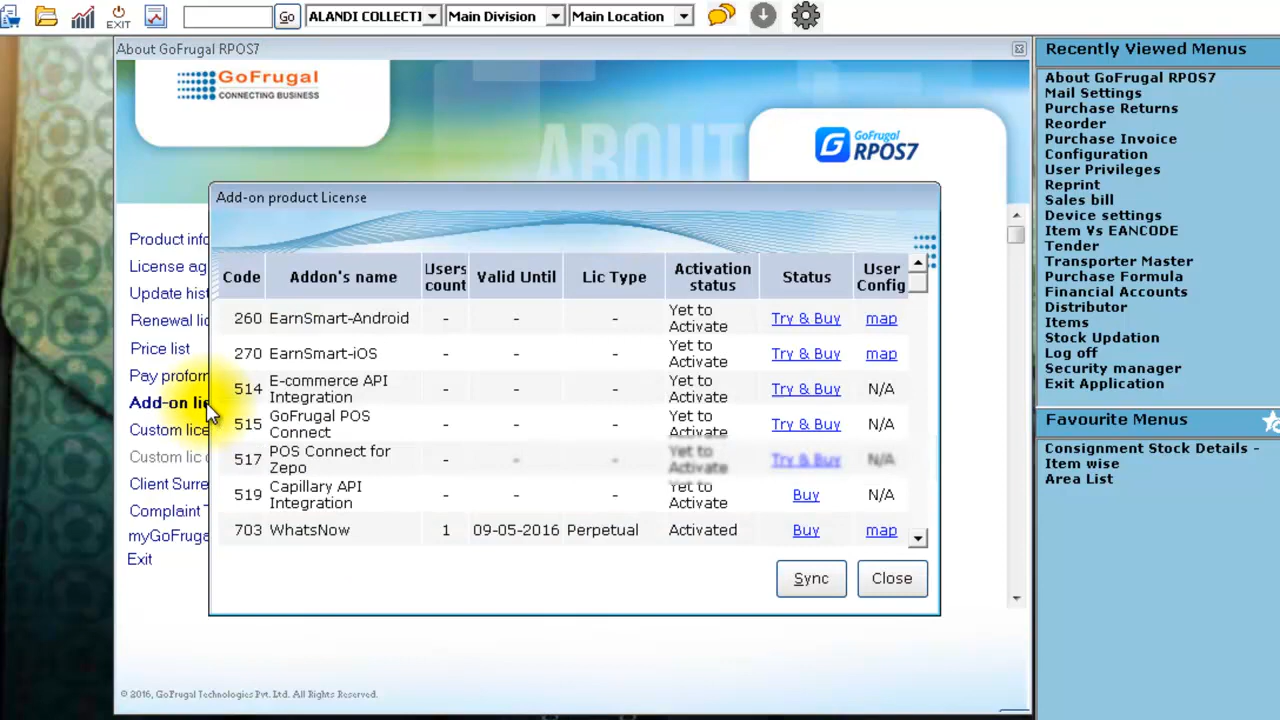 EXIT
Go
ALANDI COLLECTI
Main Division
Main Location
About GoFrugal RPOS7
GoFrugal
CONNECTING BUSINESS
ABOUT
GoFrugal
RPOS7
Add-on product License
Code Addon's name Users count Valid Until Lic Type Activation status Status User Config
260 EarnSmart-Android - - - Yet to Activate Try & Buy map
270 EarnSmart-iOS - - - Yet to Activate Try & Buy map
514 E-commerce API Integration - - - Yet to Activate Try & Buy N/A
515 GoFrugal POS Connect - - - Yet to Activate Try & Buy N/A
517 POS Connect for Zepo - - - Yet to Activate Try & Buy N/A
519 Capillary API Integration - - - Yet to Activate Buy N/A
703 WhatsNow 1 09-05-2016 Perpetual Activated Buy map
Sync
Close
Product info
License ag
Update hist
Renewal lic
Price list
Pay proform
Add-on lic
Custom lice
Custom lic
Client Surre
Complaint T
myGoFruga
Exit
© 2016, GoFrugal Technologies Pvt. Ltd. All Rights Reserved.
Recently Viewed Menus
About GoFrugal RPOS7
Mail Settings
Purchase Returns
Reorder
Purchase Invoice
Configuration
User Privileges
Reprint
Sales bill
Device settings
Item Vs EANCODE
Tender
Transporter Master
Purchase Formula
Financial Accounts
Distributor
Items
Stock Updation
Log off
Security manager
Exit Application
Favourite Menus
Consignment Stock Details -
Item wise
Area List